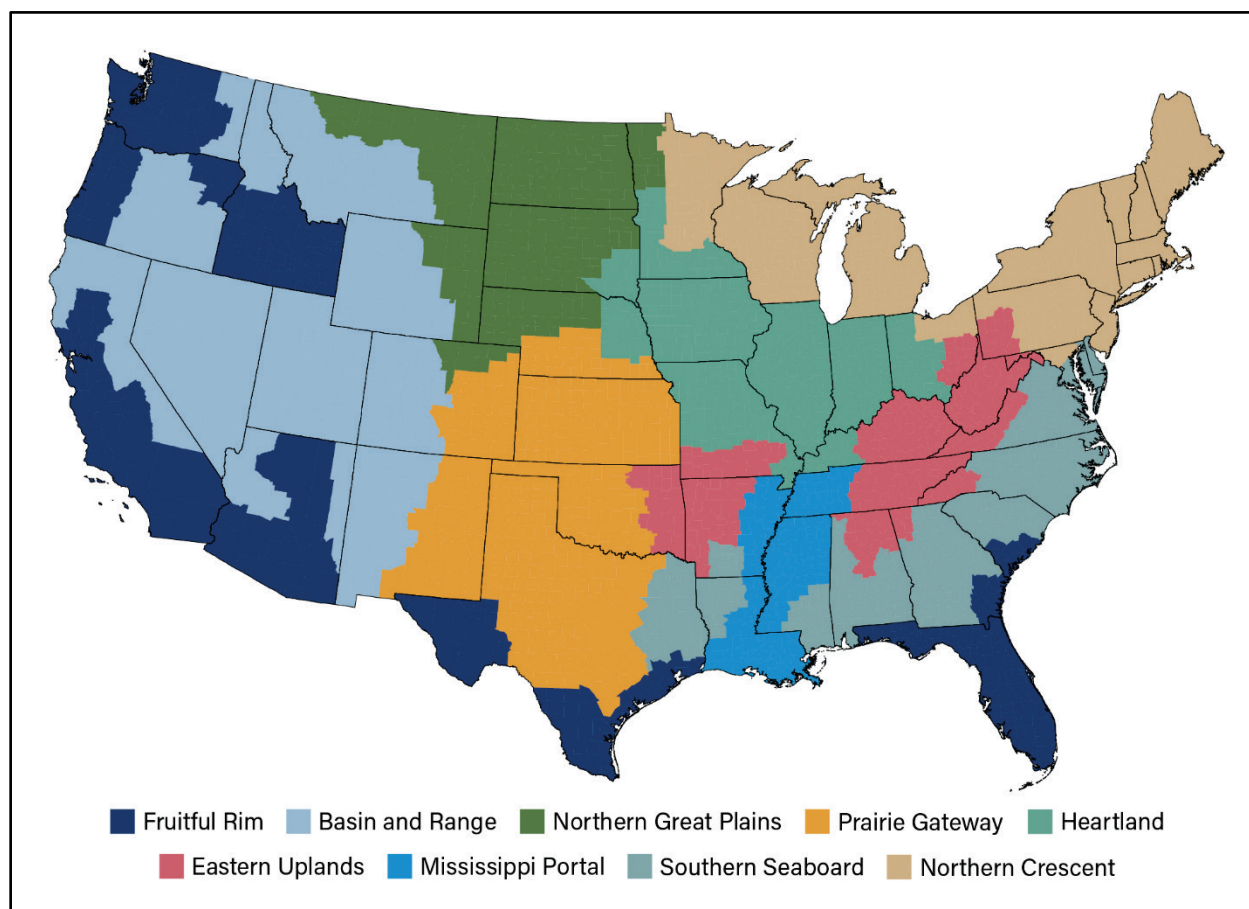 Fruitful Rim Basin and Range Northern Great Plains Prairie Gateway Heartland
Eastern Uplands Mississippi Portal Southern Seaboard Northern Crescent